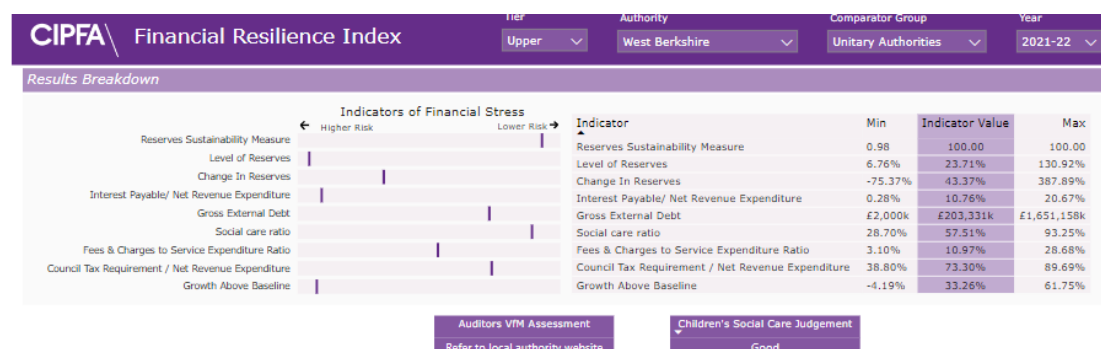 Tier Authority Comparator Group Year
CIPFA\ Financial Resilience Index Upper West Berkshire Unitary Authorities 2021-22
Results Breakdown
Indicators of Financial Stress
← Higher Risk Lower Risk →
Reserves Sustainability Measure
Level of Reserves
Change In Reserves
Interest Payable/ Net Revenue Expenditure
Gross External Debt
Social care ratio
Fees & Charges to Service Expenditure Ratio
Council Tax Requirement / Net Revenue Expenditure
Growth Above Baseline
Indicator Min Indicator Value Max
Reserves Sustainability Measure 0.98 100.00 100.00
Level of Reserves 6.76% 23.71% 130.92%
Change In Reserves -75.37% 43.37% 387.89%
Interest Payable/ Net Revenue Expenditure 0.28% 10.76% 20.67%
Gross External Debt £2,000k £203,331k £1,651,158k
Social care ratio 28.70% 57.51% 93.25%
Fees & Charges to Service Expenditure Ratio 3.10% 10.97% 28.68%
Council Tax Requirement / Net Revenue Expenditure 38.80% 73.30% 89.69%
Growth Above Baseline -4.19% 33.26% 61.75%
Auditors VfM Assessment
Refer to local authority website
Children's Social Care Judgement
Good